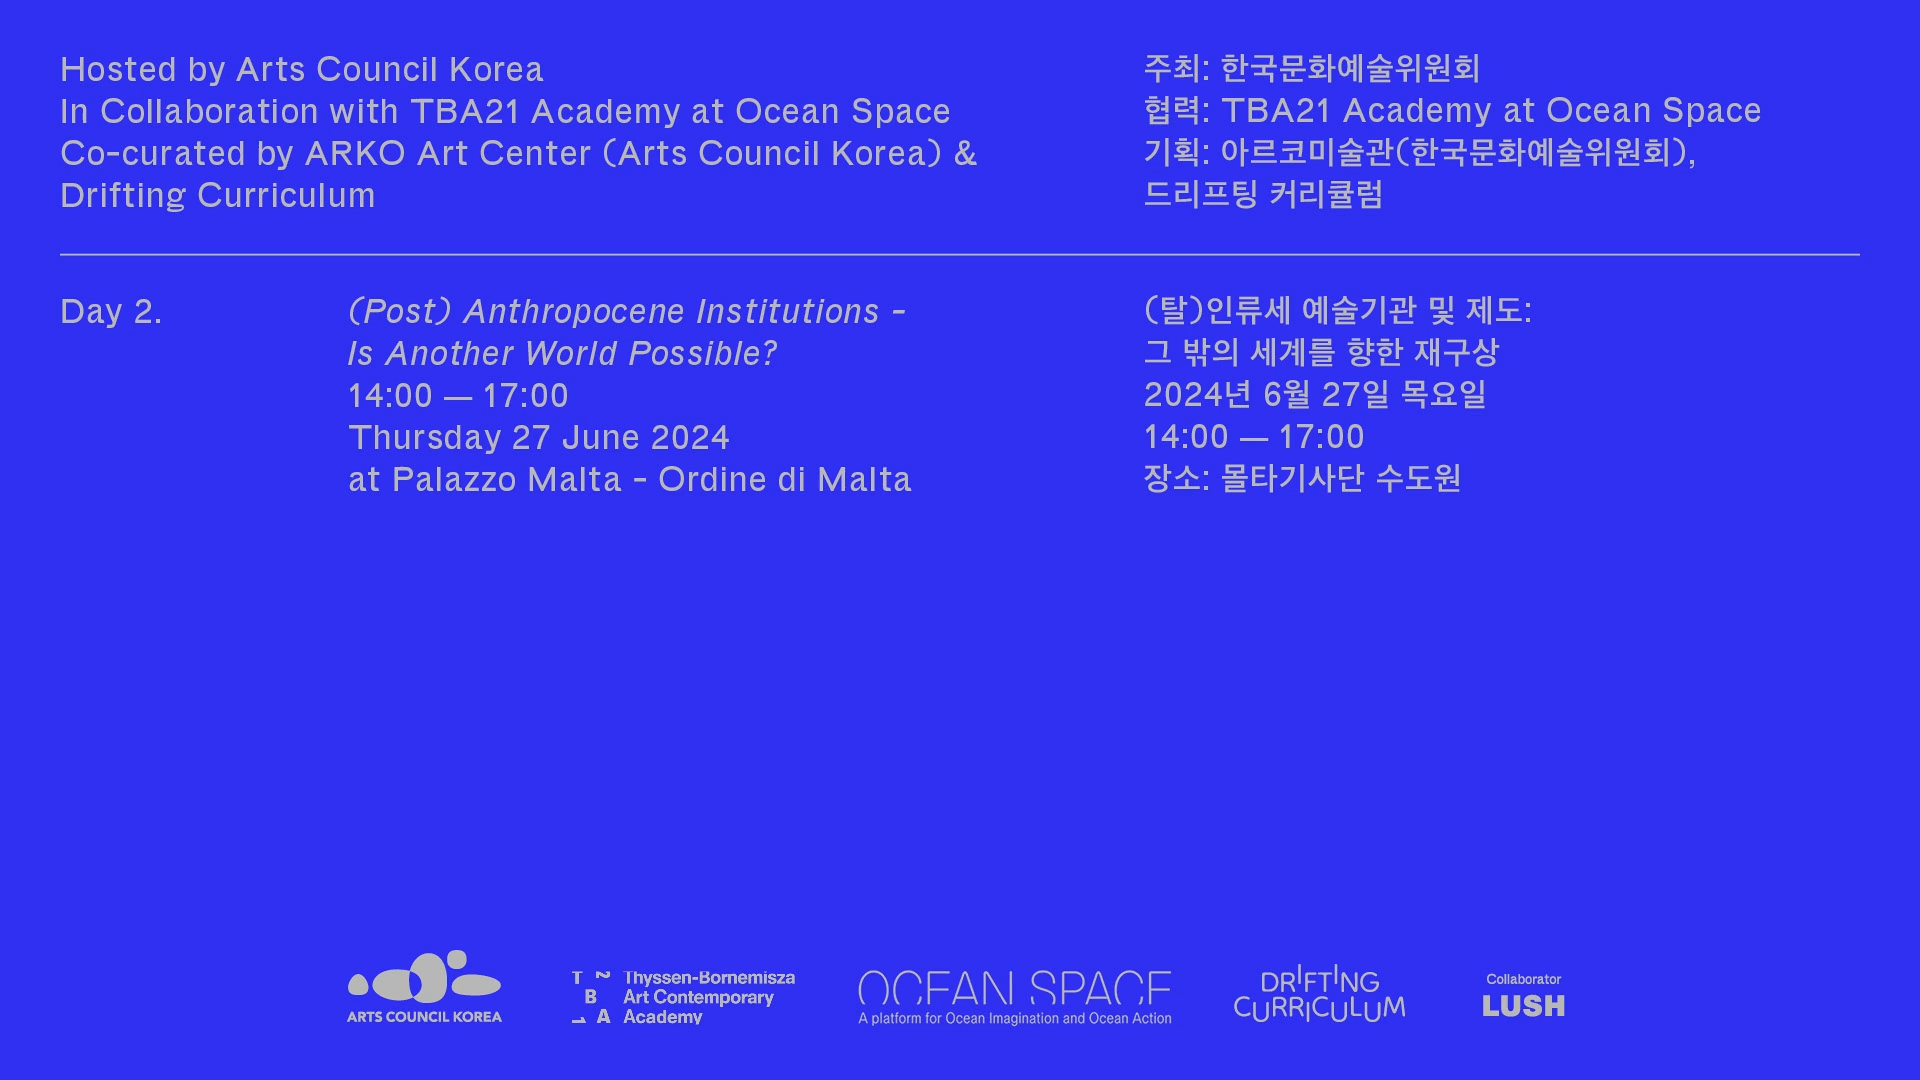 Hosted by Arts Council Korea
In Collaboration with TBA21 Academy at Ocean Space
Co-curated by ARKO Art Center (Arts Council Korea) &
Drifting Curriculum
주최: 한국문화예술위원회
협력: TBA21 Academy at Ocean Space
기획: 아르코미술관(한국문화예술위원회),
드리프팅 커리큘럼
Day 2.
(Post) Anthropocene Institutions -
Is Another World Possible?
14:00 — 17:00
Thursday 27 June 2024
at Palazzo Malta - Ordine di Malta
(탈)인류세 예술기관 및 제도:
그 밖의 세계를 향한 재구상
2024년 6월 27일 목요일
14:00 — 17:00
장소: 몰타기사단 수도원
ARTS COUNCIL KOREA
T 2
B
1 A
Thyssen-Bornemisza
Art Contemporary
Academy
OCEAN SPACE
A platform for Ocean Imagination and Ocean Action
DRIFTING
CURRICULUM
Collaborator
LUSH